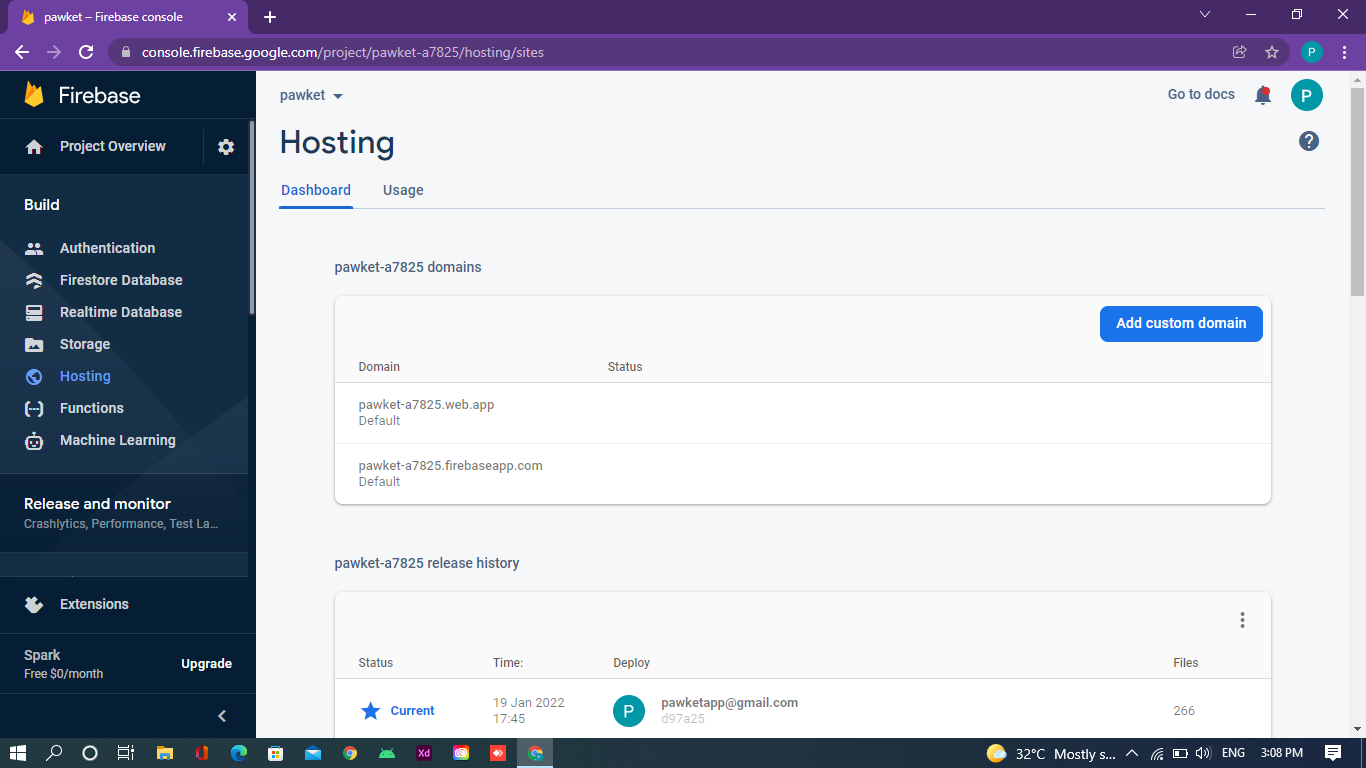 pawket – Firebase console
console.firebase.google.com/project/pawket-a7825/hosting/sites
P
Firebase
Project Overview
Build
Authentication
Firestore Database
Realtime Database
Storage
Hosting
Functions
Machine Learning
Release and monitor
Crashlytics, Performance, Test La...
Extensions
Spark
Free $0/month
Upgrade
pawket
Go to docs
P
Hosting
Dashboard
Usage
pawket-a7825 domains
Add custom domain
Domain
Status
pawket-a7825.web.app
Default
pawket-a7825.firebaseapp.com
Default
pawket-a7825 release history
Status
Time:
Deploy
Files
Current
19 Jan 2022
17:45
P
pawketapp@gmail.com
d97a25
266
Xd
32°C Mostly s...
ENG
3:08 PM